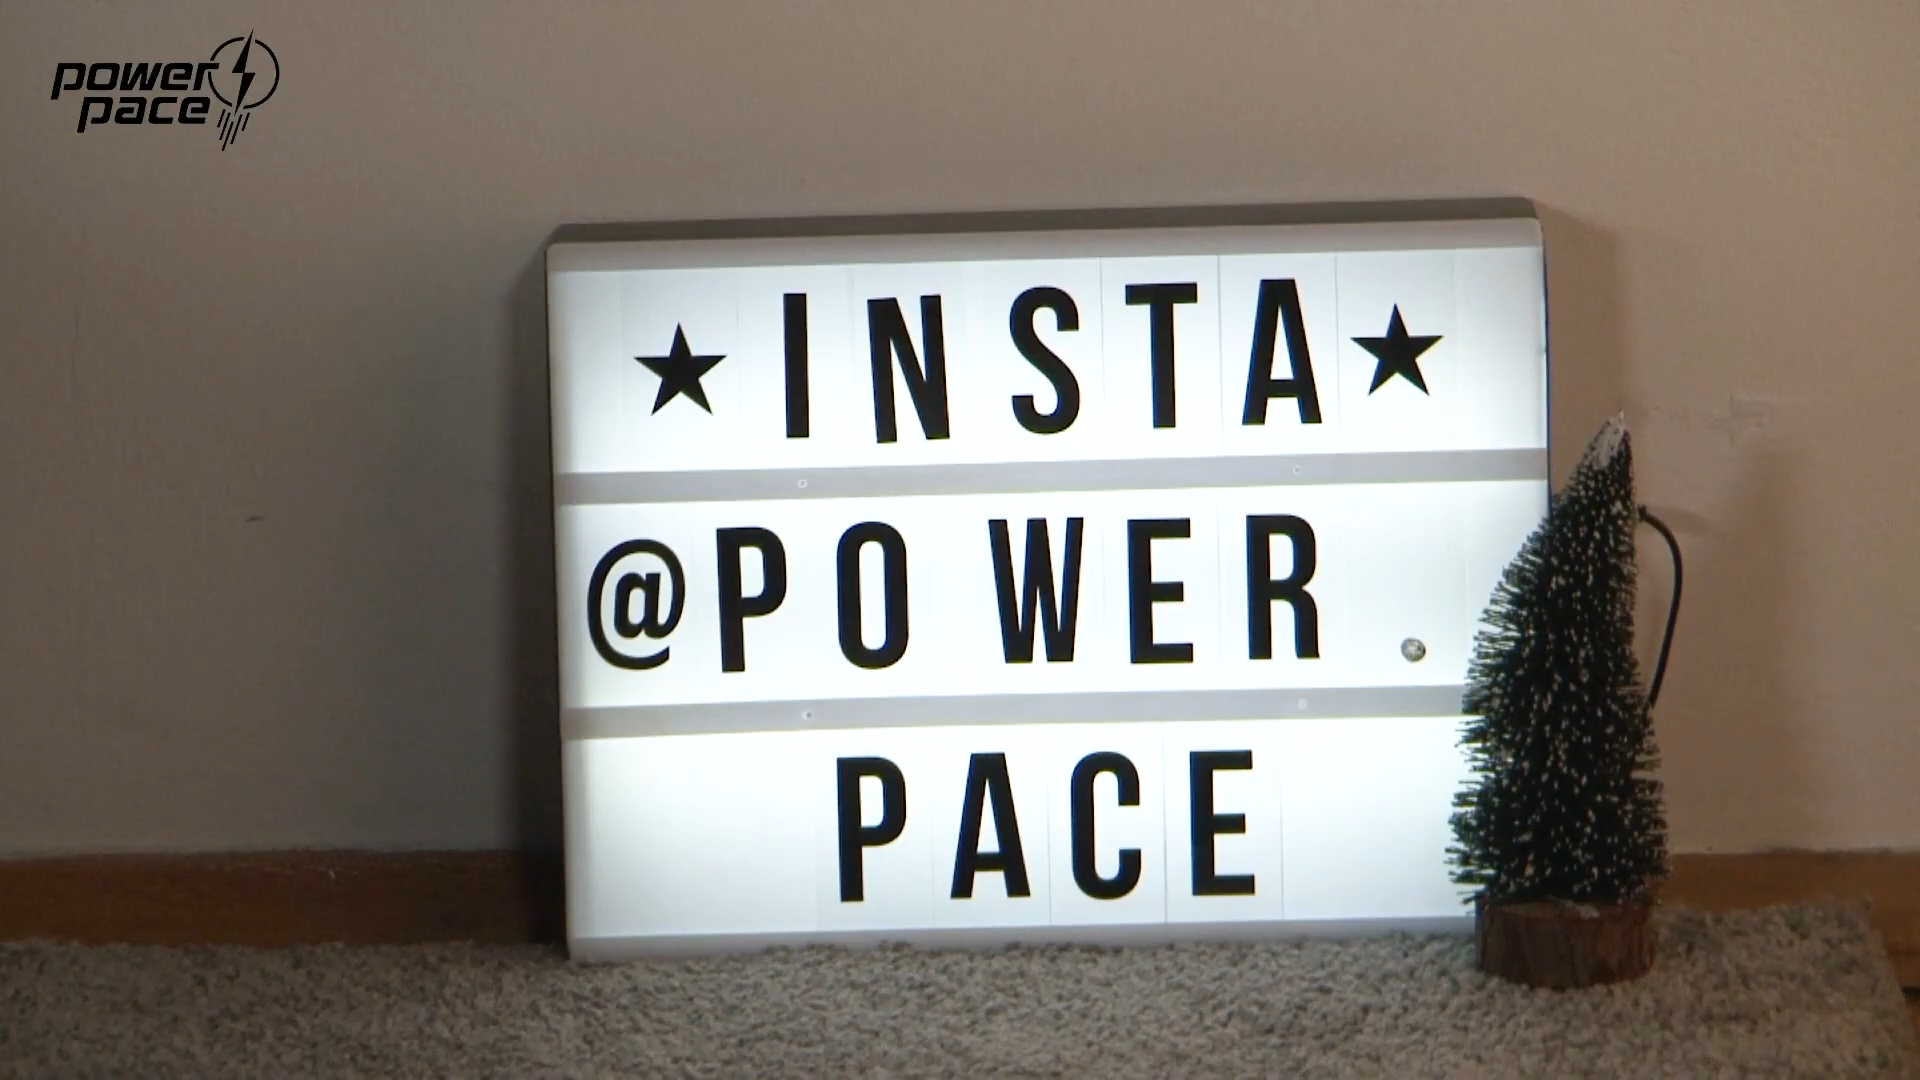 power
pace
★ INSTA ★
@POWER.
PACE